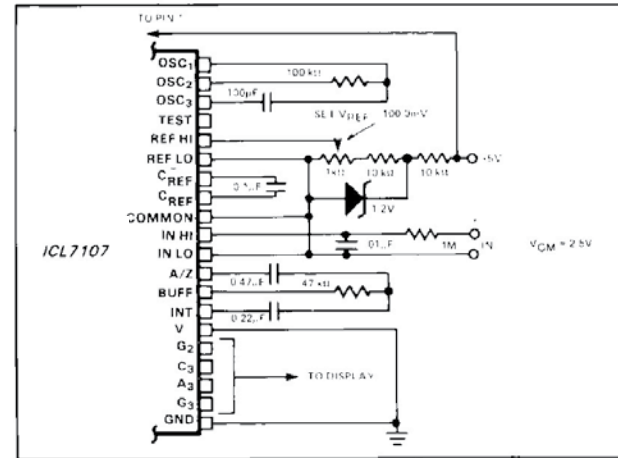 TO PIN 1
OSC1
OSC2
OSC3
TEST
REF HI
REF LO
CREF
CREF
COMMON
IN HI
IN LO
A/Z
BUFF
INT
V
G2
C3
A3
G3
GND
ICL7107
100 kΩ
100pF
SET VREF
100.0mV
1kΩ
10 kΩ
10 kΩ
+5V
0.1µF
1.2V
.01µF
1M
IN
VCM = 2.5V
0.47µF
47 kΩ
0.22µF
TO DISPLAY